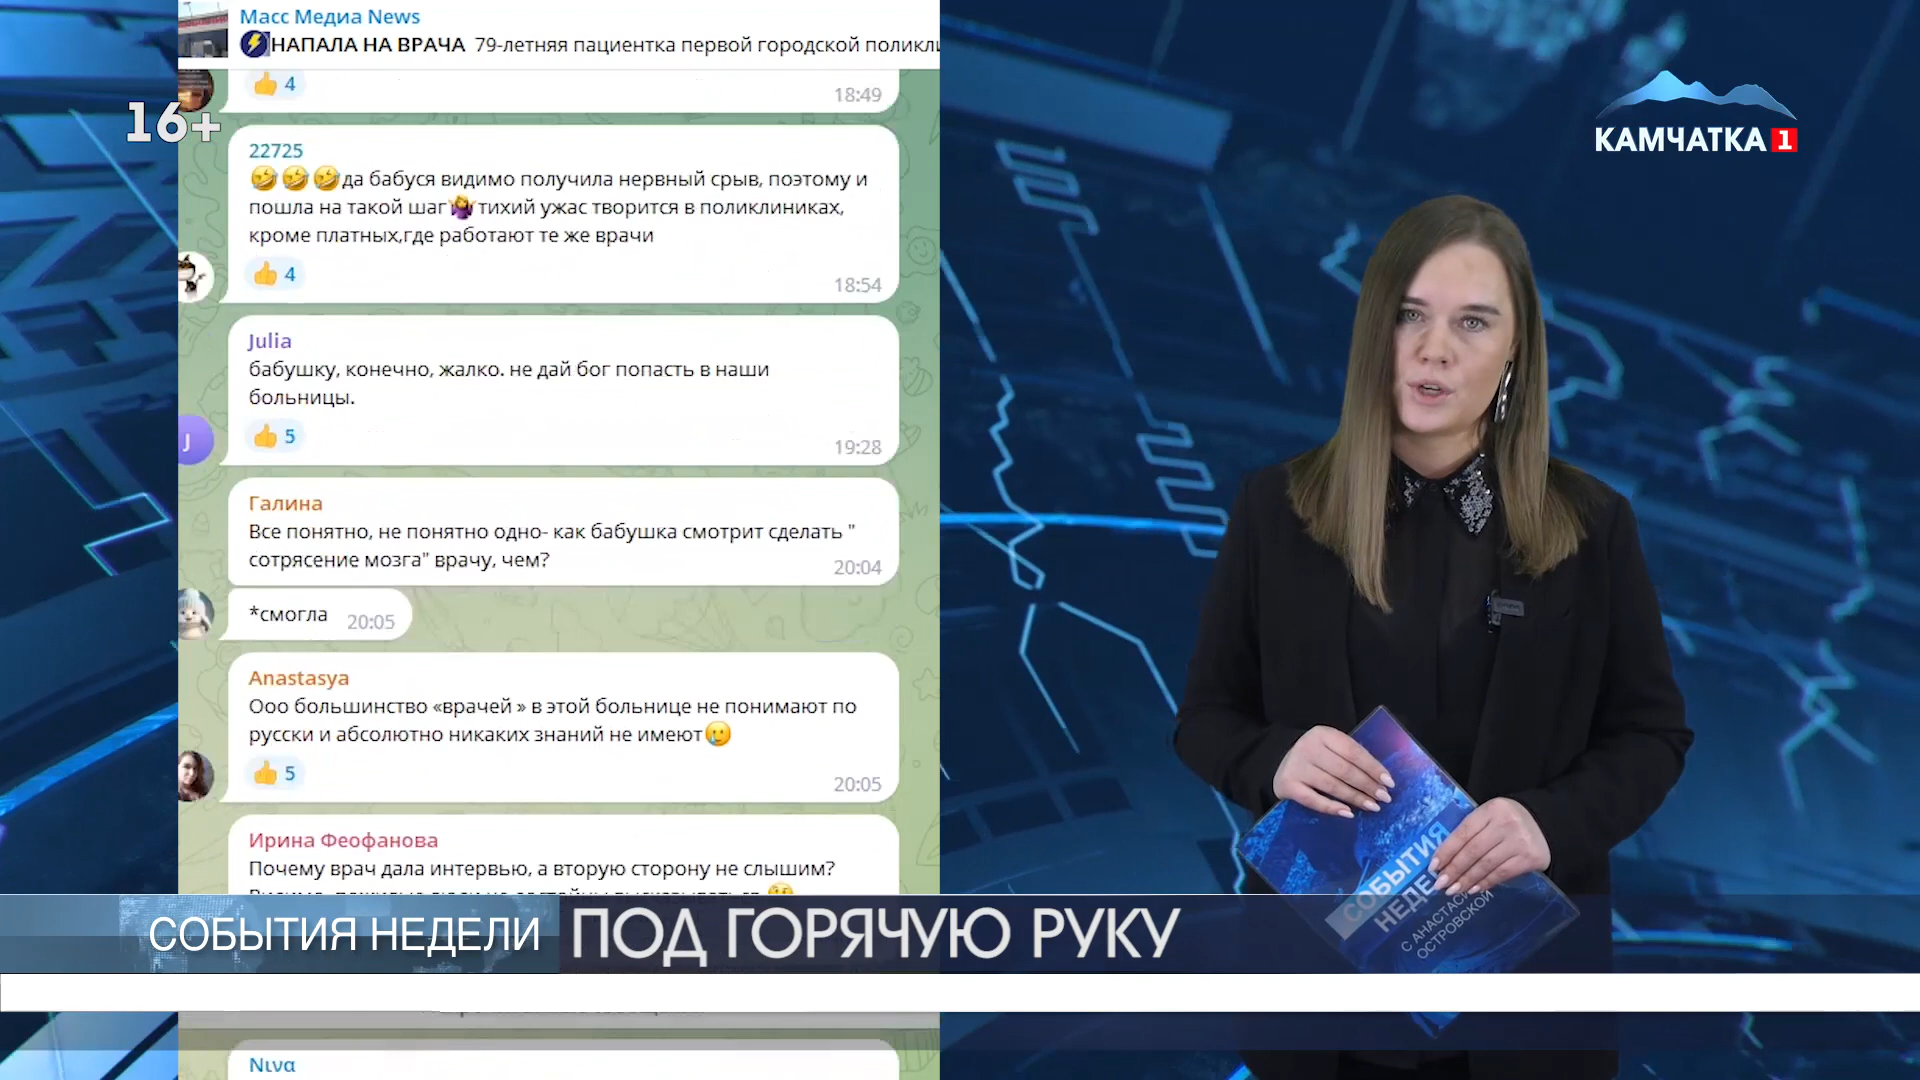 Масс Медиа News
НАПАЛА НА ВРАЧА 79-летняя пациентка первой городской поликли
4
18:49
16+
КАМЧАТКА 1
22725
🤣🤣🤣да бабуся видимо получила нервный срыв, поэтому и
пошла на такой шаг🤷‍♀️тихий ужас творится в поликлиниках,
кроме платных,где работают те же врачи
4
18:54
Julia
бабушку, конечно, жалко. не дай бог попасть в наши
больницы.
5
19:28
J
Галина
Все понятно, не понятно одно- как бабушка смотрит сделать "
сотрясение мозга" врачу, чем?
20:04
*смогла 20:05
Anastasya
Ооо большинство «врачей » в этой больнице не понимают по
русски и абсолютно никаких знаний не имеют🥲
5
20:05
Ирина Феофанова
Почему врач дала интервью, а вторую сторону не слышим?
СОБЫТИЯ НЕДЕЛИ
ПОД ГОРЯЧУЮ РУКУ
СОБЫТИЯ
НЕДЕЛ
С АНАСТАСИ
ОСТРОВСКОЙ
Νινα